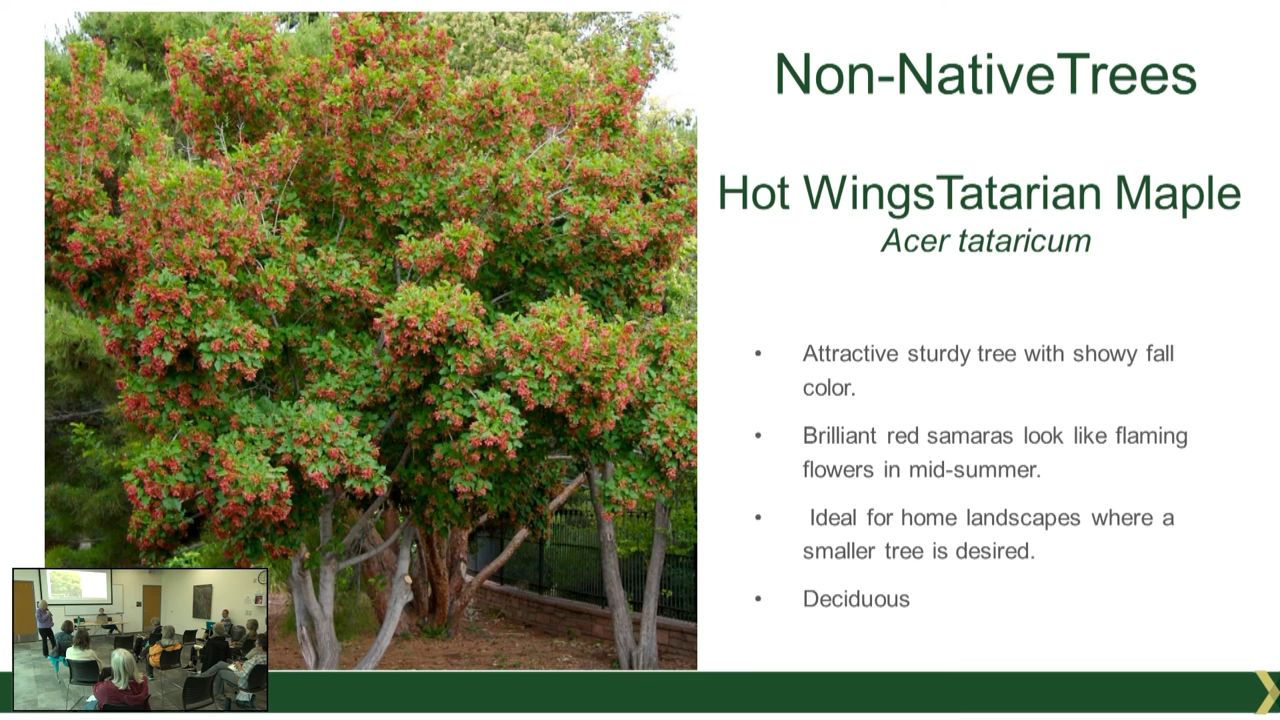 Non-NativeTrees
Hot WingsTatarian Maple
Acer tataricum
• Attractive sturdy tree with showy fall
color.
• Brilliant red samaras look like flaming
flowers in mid-summer.
• Ideal for home landscapes where a
smaller tree is desired.
• Deciduous